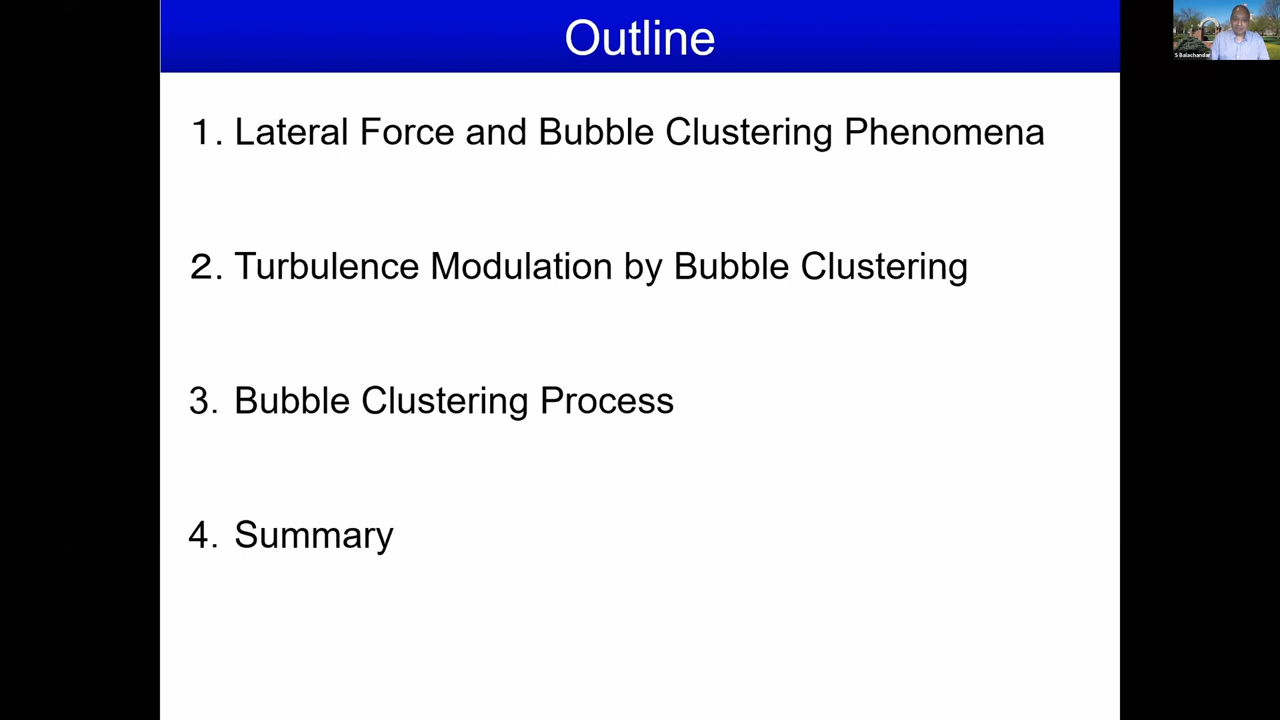 Outline
1. Lateral Force and Bubble Clustering Phenomena
2. Turbulence Modulation by Bubble Clustering
3. Bubble Clustering Process
4. Summary
S Balachandar